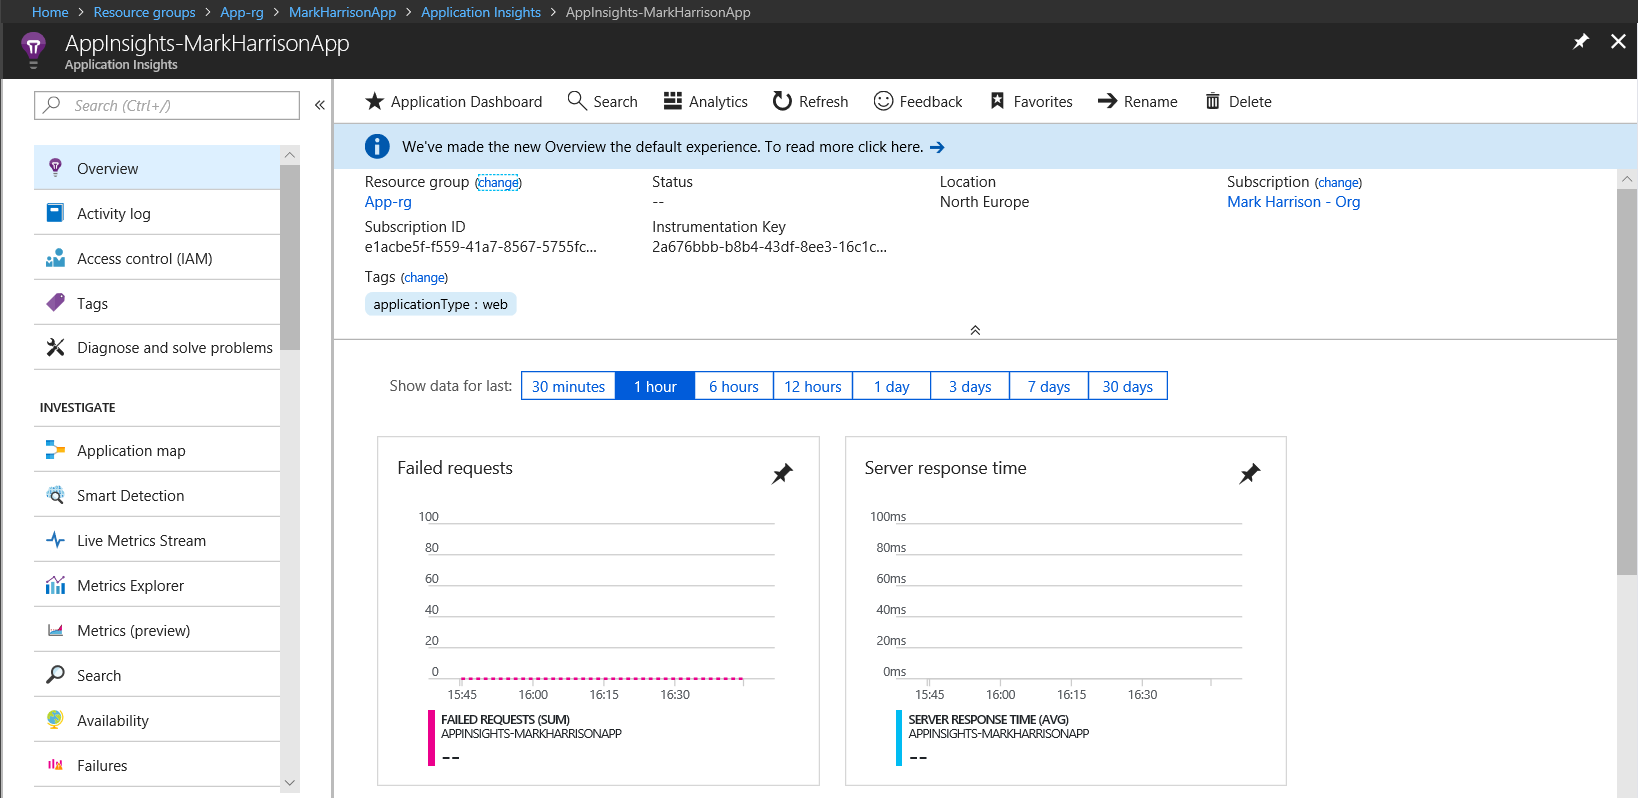 Home > Resource groups > App-rg > MarkHarrisonApp > Application Insights > AppInsights-MarkHarrisonApp
AppInsights-MarkHarrisonApp
Application Insights
Search (Ctrl+/)
Overview
Activity log
Access control (IAM)
Tags
Diagnose and solve problems
INVESTIGATE
Application map
Smart Detection
Live Metrics Stream
Metrics Explorer
Metrics (preview)
Search
Availability
Failures
Application Dashboard Search Analytics Refresh Feedback Favorites Rename Delete
We've made the new Overview the default experience. To read more click here.
Resource group (change)
App-rg
Status
--
Location
North Europe
Subscription (change)
Mark Harrison - Org
Subscription ID
e1acbe5f-f559-41a7-8567-5755fc...
Instrumentation Key
2a676bbb-b8b4-43df-8ee3-16c1c...
Tags (change)
applicationType : web
Show data for last: 30 minutes 1 hour 6 hours 12 hours 1 day 3 days 7 days 30 days
Failed requests
100
80
60
40
20
0
15:45 16:00 16:15 16:30
FAILED REQUESTS (SUM)
APPINSIGHTS-MARKHARRISONAPP
--
Server response time
100ms
80ms
60ms
40ms
20ms
0ms
15:45 16:00 16:15 16:30
SERVER RESPONSE TIME (AVG)
APPINSIGHTS-MARKHARRISONAPP
--